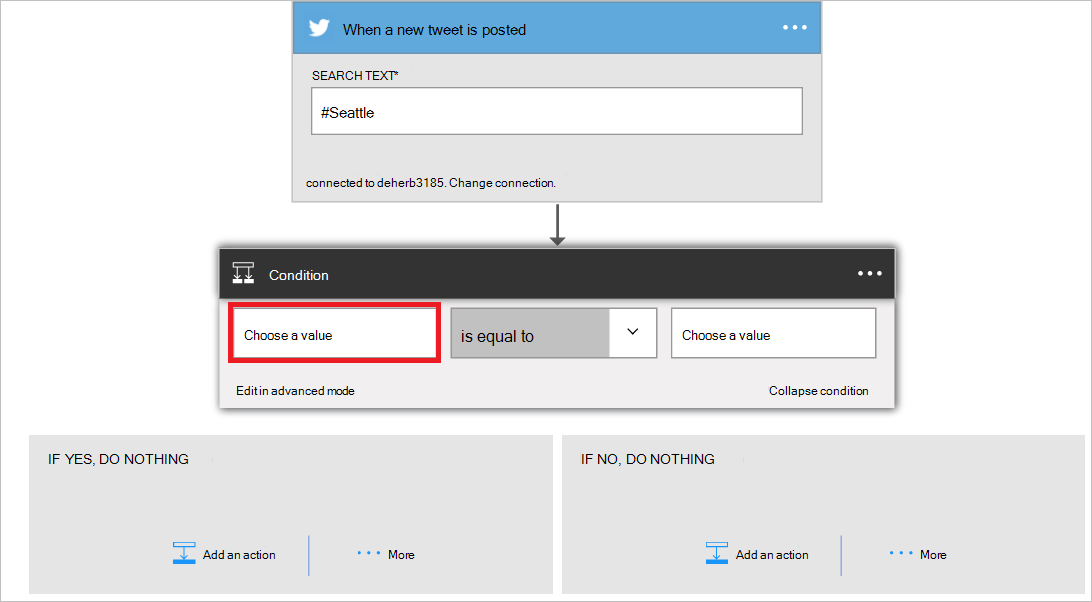 When a new tweet is posted
SEARCH TEXT*
#Seattle
connected to deherb3185. Change connection.
Condition
Choose a value
is equal to
Choose a value
Edit in advanced mode
Collapse condition
IF YES, DO NOTHING
IF NO, DO NOTHING
Add an action
More
Add an action
More